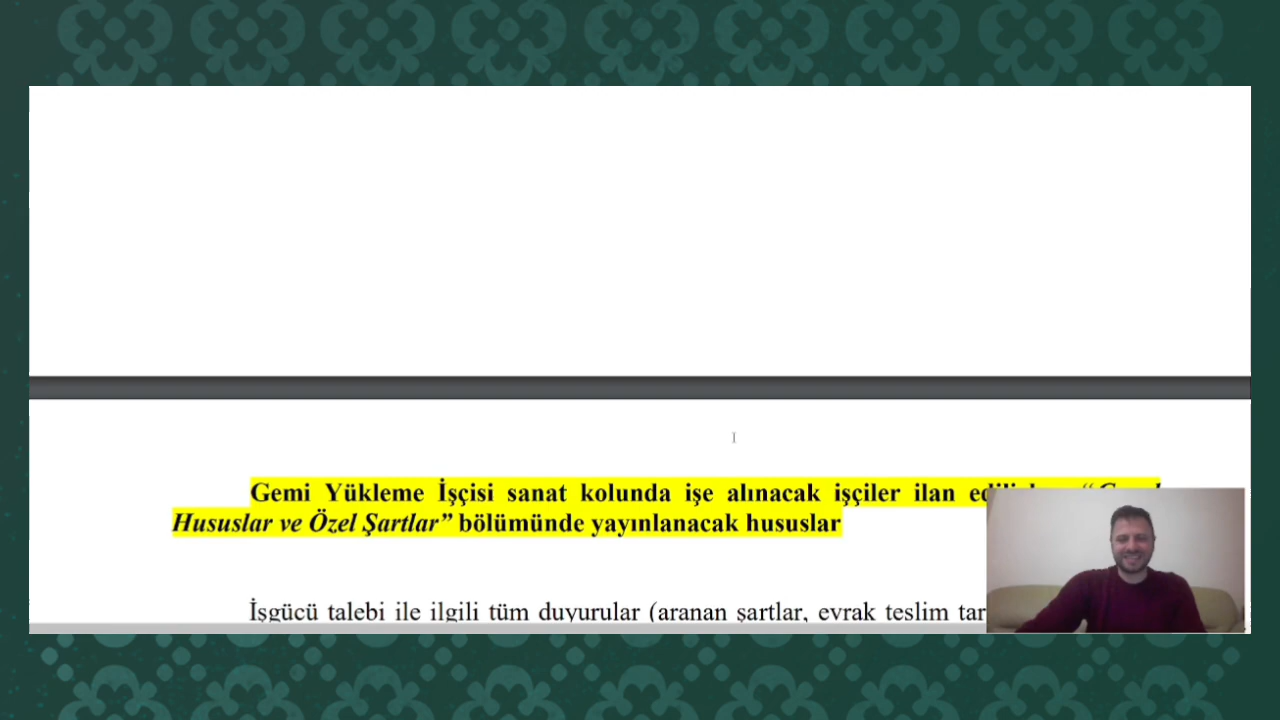 Gemi Yükleme İşçisi sanat kolunda işe alınacak işçiler ilan
Hususlar ve Özel Şartlar” bölümünde yayınlanacak hususlar
İşgücü talebi ile ilgili tüm duyurular (aranan şartlar, evrak teslim